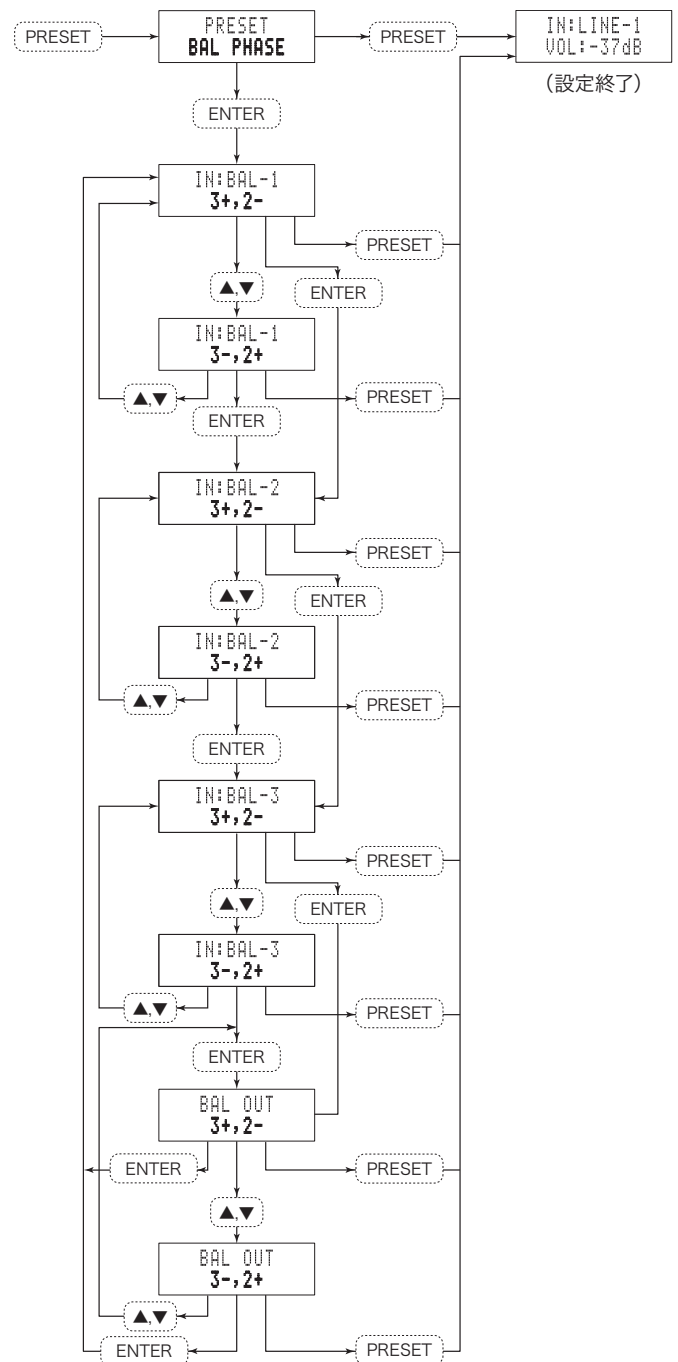 PRESET
PRESET
BAL PHASE
PRESET
IN:LINE-1
VOL:-37dB
(設定終了)
ENTER
IN:BAL-1
3+,2-
PRESET
▲,▼
ENTER
IN:BAL-1
3-,2+
▲,▼
PRESET
ENTER
IN:BAL-2
3+,2-
PRESET
▲,▼
ENTER
IN:BAL-2
3-,2+
▲,▼
PRESET
ENTER
IN:BAL-3
3+,2-
PRESET
▲,▼
ENTER
IN:BAL-3
3-,2+
▲,▼
PRESET
ENTER
BAL OUT
3+,2-
ENTER
PRESET
▲,▼
BAL OUT
3-,2+
▲,▼
ENTER
PRESET